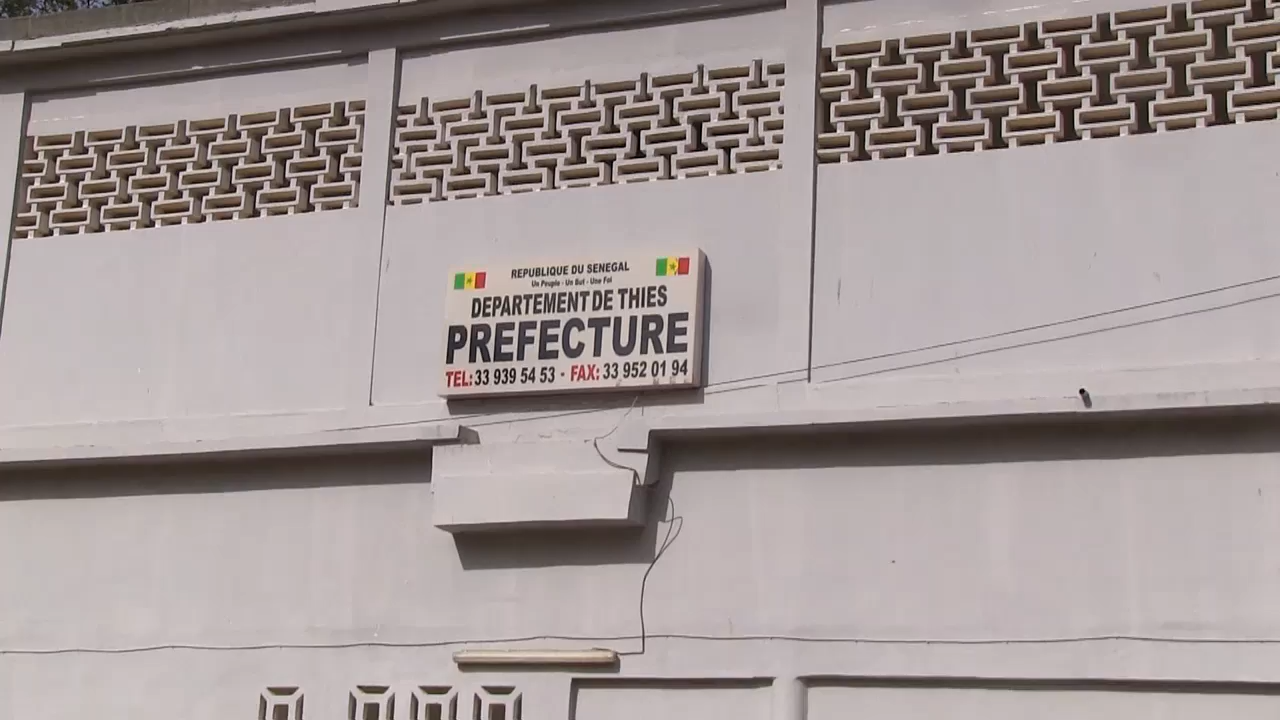 REPUBLIQUE DU SENEGAL
Un Peuple - Un But - Une Foi
DEPARTEMENT DE THIES
PREFECTURE
TEL: 33 939 54 53 - FAX: 33 952 01 94